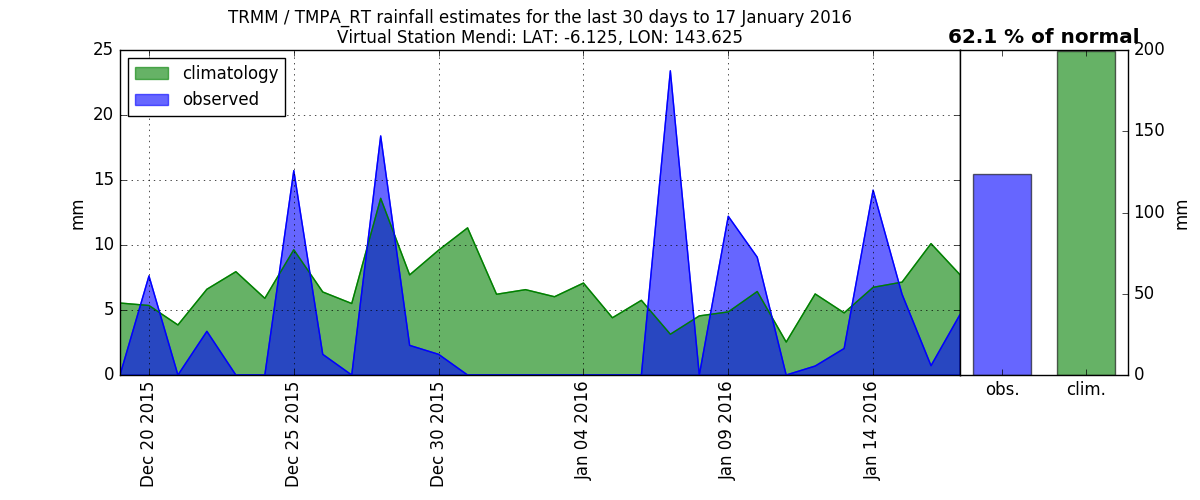 TRMM / TMPA_RT rainfall estimates for the last 30 days to 17 January 2016
Virtual Station Mendi: LAT: -6.125, LON: 143.625
62.1 % of normal
climatology
observed
25
20
15
10
5
0
mm
Dec 20 2015
Dec 25 2015
Dec 30 2015
Jan 04 2016
Jan 09 2016
Jan 14 2016
200
150
100
50
0
mm
obs.
clim.